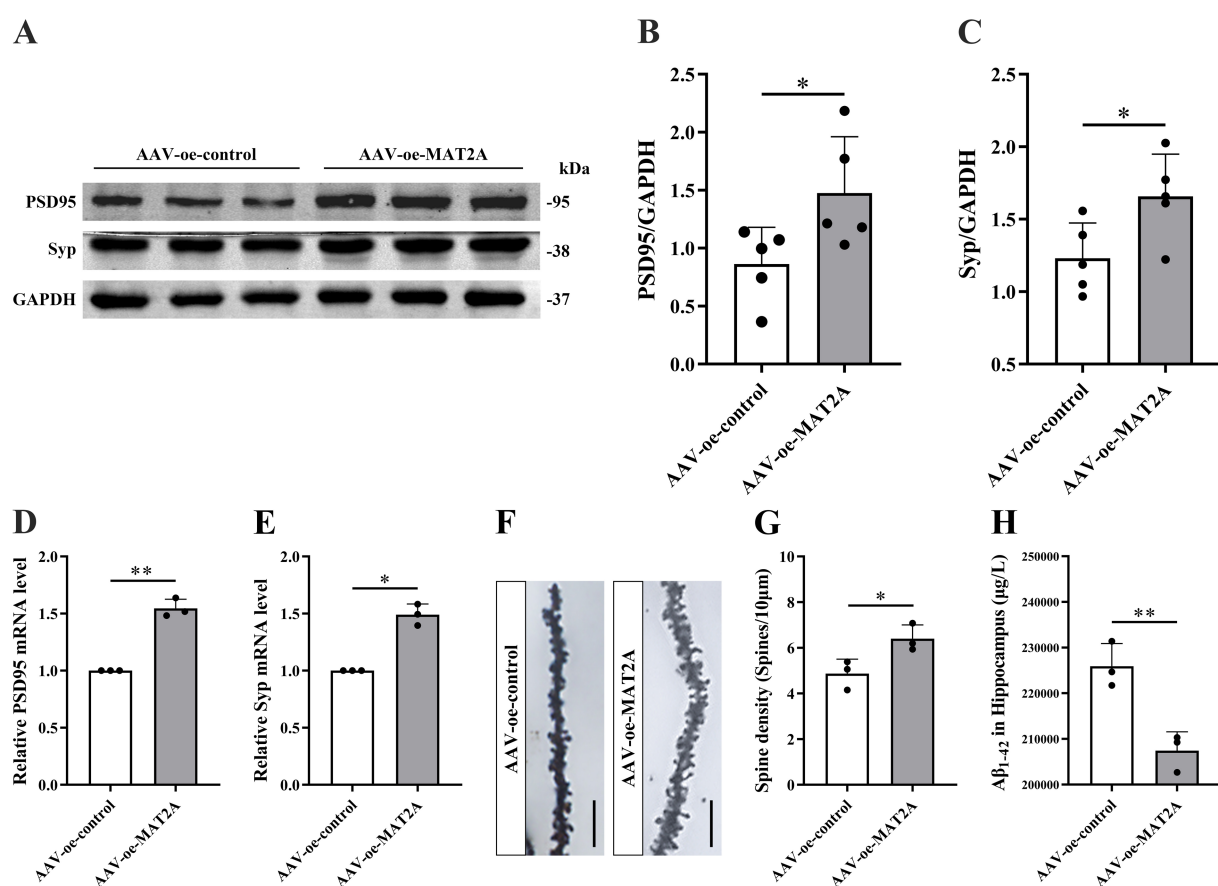 A
AAV-oe-control AAV-oe-MAT2A
kDa
PSD95 -95
Syp -38
GAPDH -37
B
PSD95/GAPDH
2.5
2.0
1.5
1.0
0.5
0.0
*
AAV-oe-control
AAV-oe-MAT2A
C
Syp/GAPDH
2.5
2.0
1.5
1.0
0.5
*
AAV-oe-control
AAV-oe-MAT2A
D
Relative PSD95 mRNA level
2.0
1.5
1.0
0.5
0.0
**
AAV-oe-control
AAV-oe-MAT2A
E
Relative Syp mRNA level
2.0
1.5
1.0
0.5
0.0
*
AAV-oe-control
AAV-oe-MAT2A
F
AAV-oe-control
AAV-oe-MAT2A
G
Spine density (Spines/10μm)
10
8
6
4
2
0
*
AAV-oe-control
AAV-oe-MAT2A
H
Aβ1-42 in Hippocampus (μg/L)
250000
240000
230000
220000
210000
200000
**
AAV-oe-control
AAV-oe-MAT2A